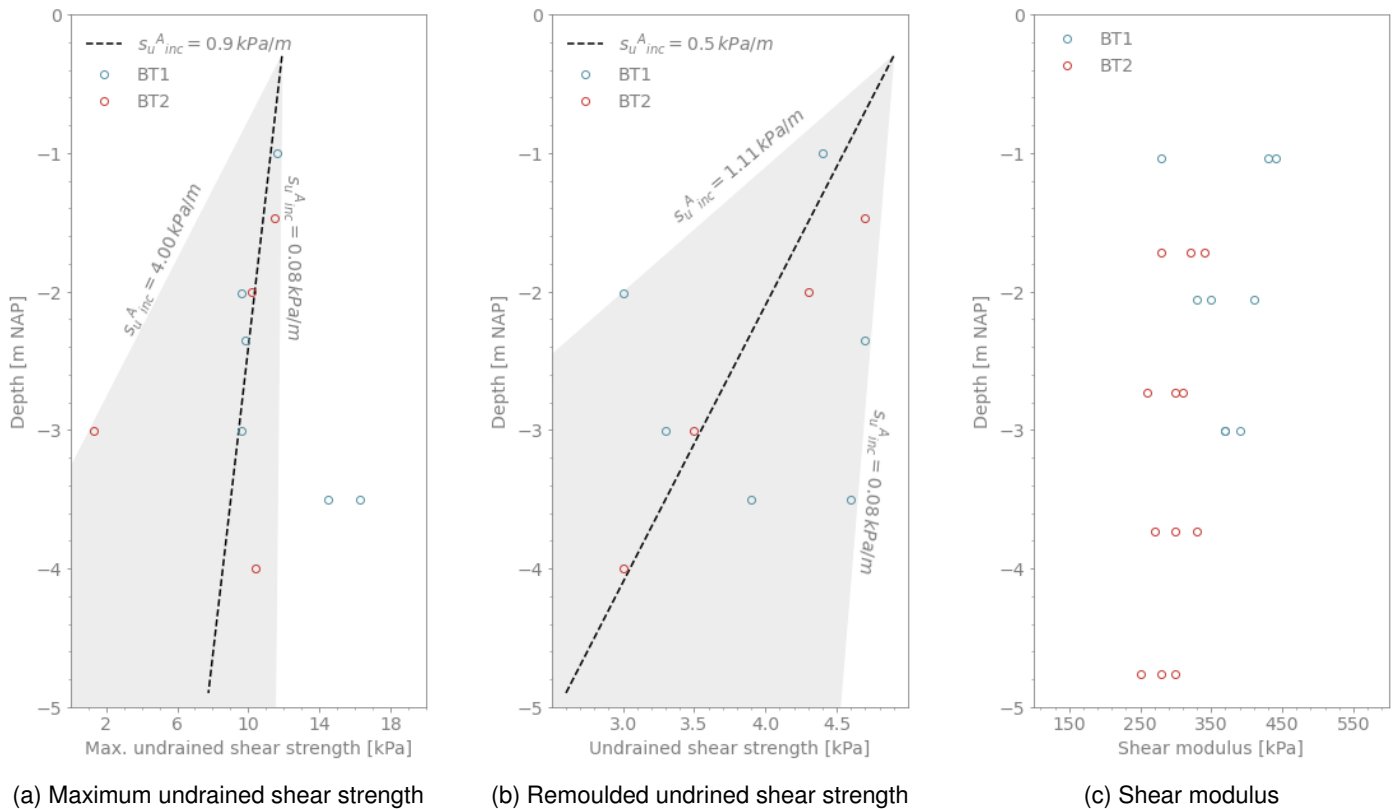 0
−1
−2
−3
−4
−5
Depth [m NAP]
s_u^A_inc = 0.9 kPa/m
BT1
BT2
s_u^A_inc = 4.00 kPa/m
s_u^A_inc = 0.08 kPa/m
2 6 10 14 18
Max. undrained shear strength [kPa]
(a) Maximum undrained shear strength
0
−1
−2
−3
−4
−5
Depth [m NAP]
s_u^A_inc = 0.5 kPa/m
BT1
BT2
s_u^A_inc = 1.11 kPa/m
s_u^A_inc = 0.08 kPa/m
3.0 3.5 4.0 4.5
Undrained shear strength [kPa]
(b) Remoulded undrined shear strength
0
−1
−2
−3
−4
−5
Depth [m NAP]
BT1
BT2
150 250 350 450 550
Shear modulus [kPa]
(c) Shear modulus